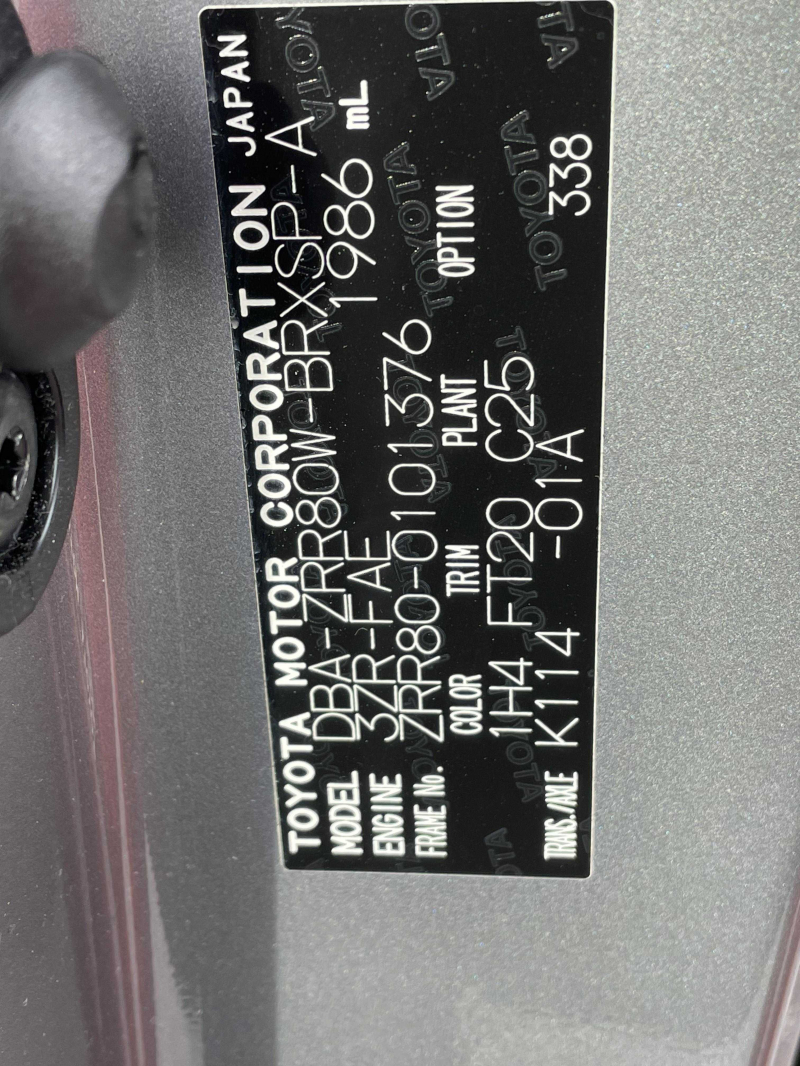 TOYOTA MOTOR CORPORATION JAPAN
MODEL DBA-ZRR80W-BRXSP-A
ENGINE 3ZR-FAE 1986 mL
FRAME No. ZRR80-0101376
COLOR TRIM PLANT OPTION
1H4 FT20 C25
TRANS./AXLE K114 -01A 338